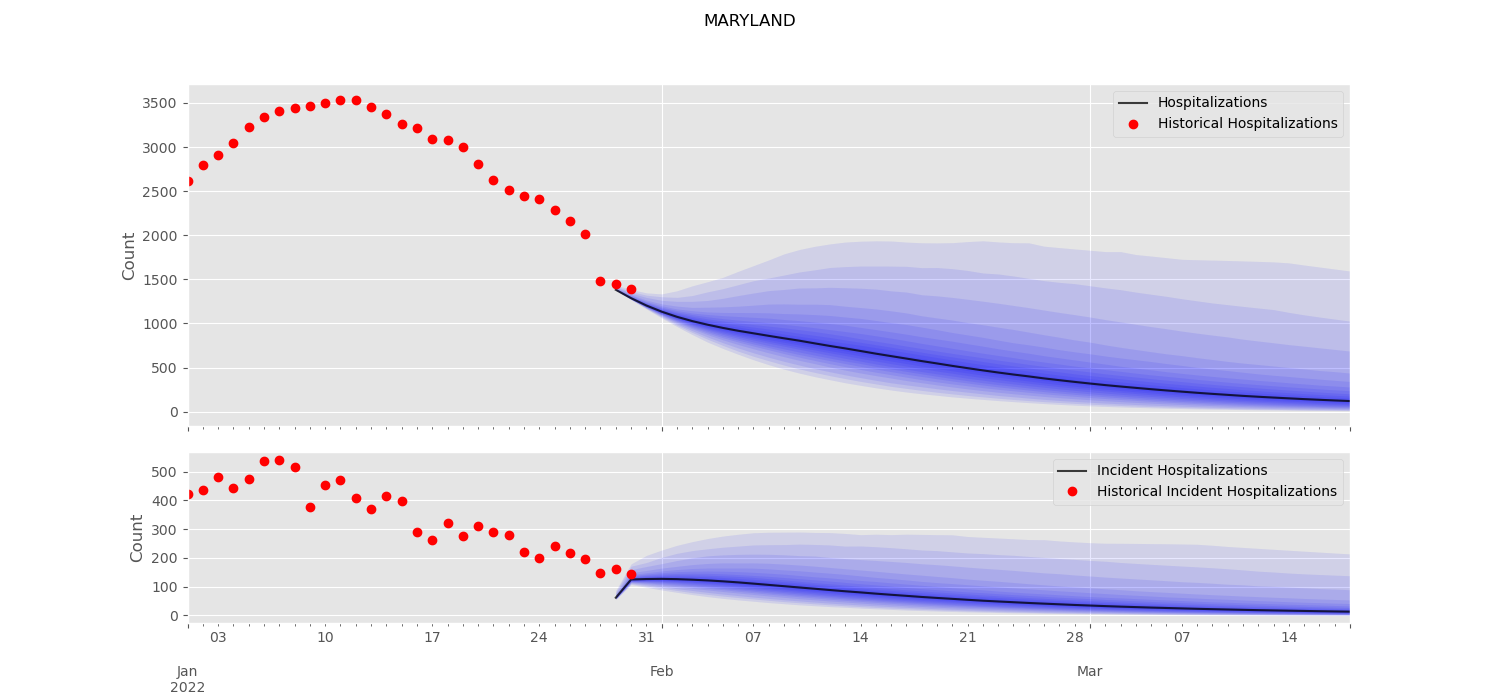 MARYLAND
Hospitalizations
Historical Hospitalizations
3500
3000
2500
2000
1500
1000
500
0
Count
Incident Hospitalizations
Historical Incident Hospitalizations
500
400
300
200
100
0
Count
03 10 17 24 31 07 14 21 28 07 14
Jan Feb Mar
2022